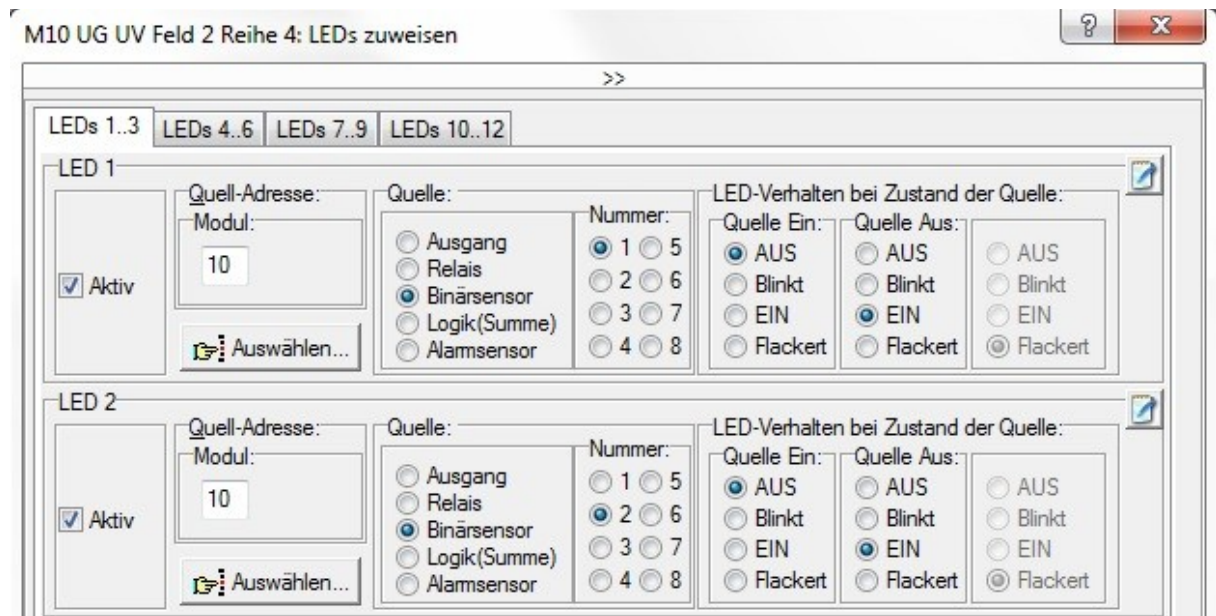 M10 UG UV Feld 2 Reihe 4: LEDs zuweisen
>>
LEDs 1..3 LEDs 4..6 LEDs 7..9 LEDs 10..12
LED 1
Quell-Adresse: Quelle: LED-Verhalten bei Zustand der Quelle:
Modul: Nummer: Quelle Ein: Quelle Aus:
Ausgang 1 5 AUS AUS AUS
10 Relais 2 6 Blinkt Blinkt Blinkt
Aktiv Binärsensor 3 7 EIN EIN EIN
Logik(Summe) 4 8 Flackert Flackert Flackert
Auswählen... Alarmsensor
LED 2
Quell-Adresse: Quelle: LED-Verhalten bei Zustand der Quelle:
Modul: Nummer: Quelle Ein: Quelle Aus:
Ausgang 1 5 AUS AUS AUS
10 Relais 2 6 Blinkt Blinkt Blinkt
Aktiv Binärsensor 3 7 EIN EIN EIN
Logik(Summe) 4 8 Flackert Flackert Flackert
Auswählen... Alarmsensor